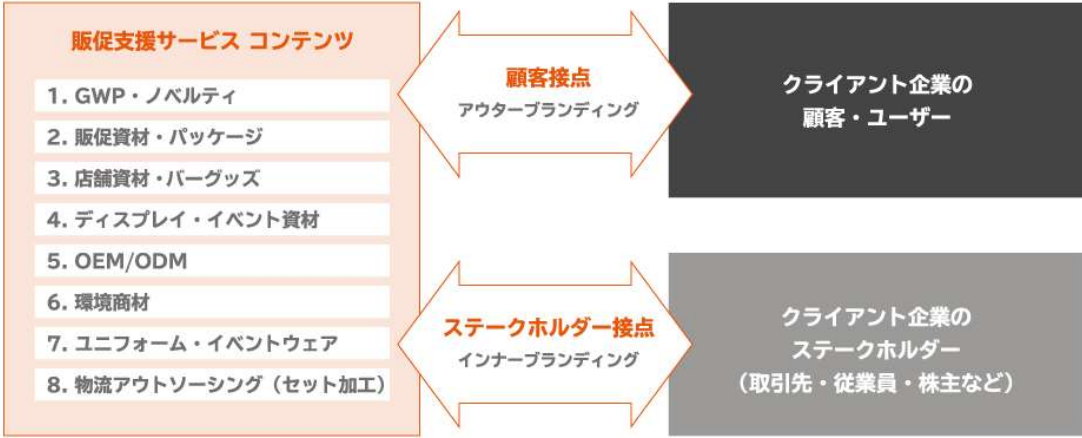 販促支援サービス コンテンツ
1. GWP・ノベルティ
2. 販促資材・パッケージ
3. 店舗資材・バーグッズ
4. ディスプレイ・イベント資材
5. OEM/ODM
6. 環境商材
7. ユニフォーム・イベントウェア
8. 物流アウトソーシング（セット加工）
顧客接点
アウターブランディング
クライアント企業の
顧客・ユーザー
ステークホルダー接点
インナーブランディング
クライアント企業の
ステークホルダー
（取引先・従業員・株主など）